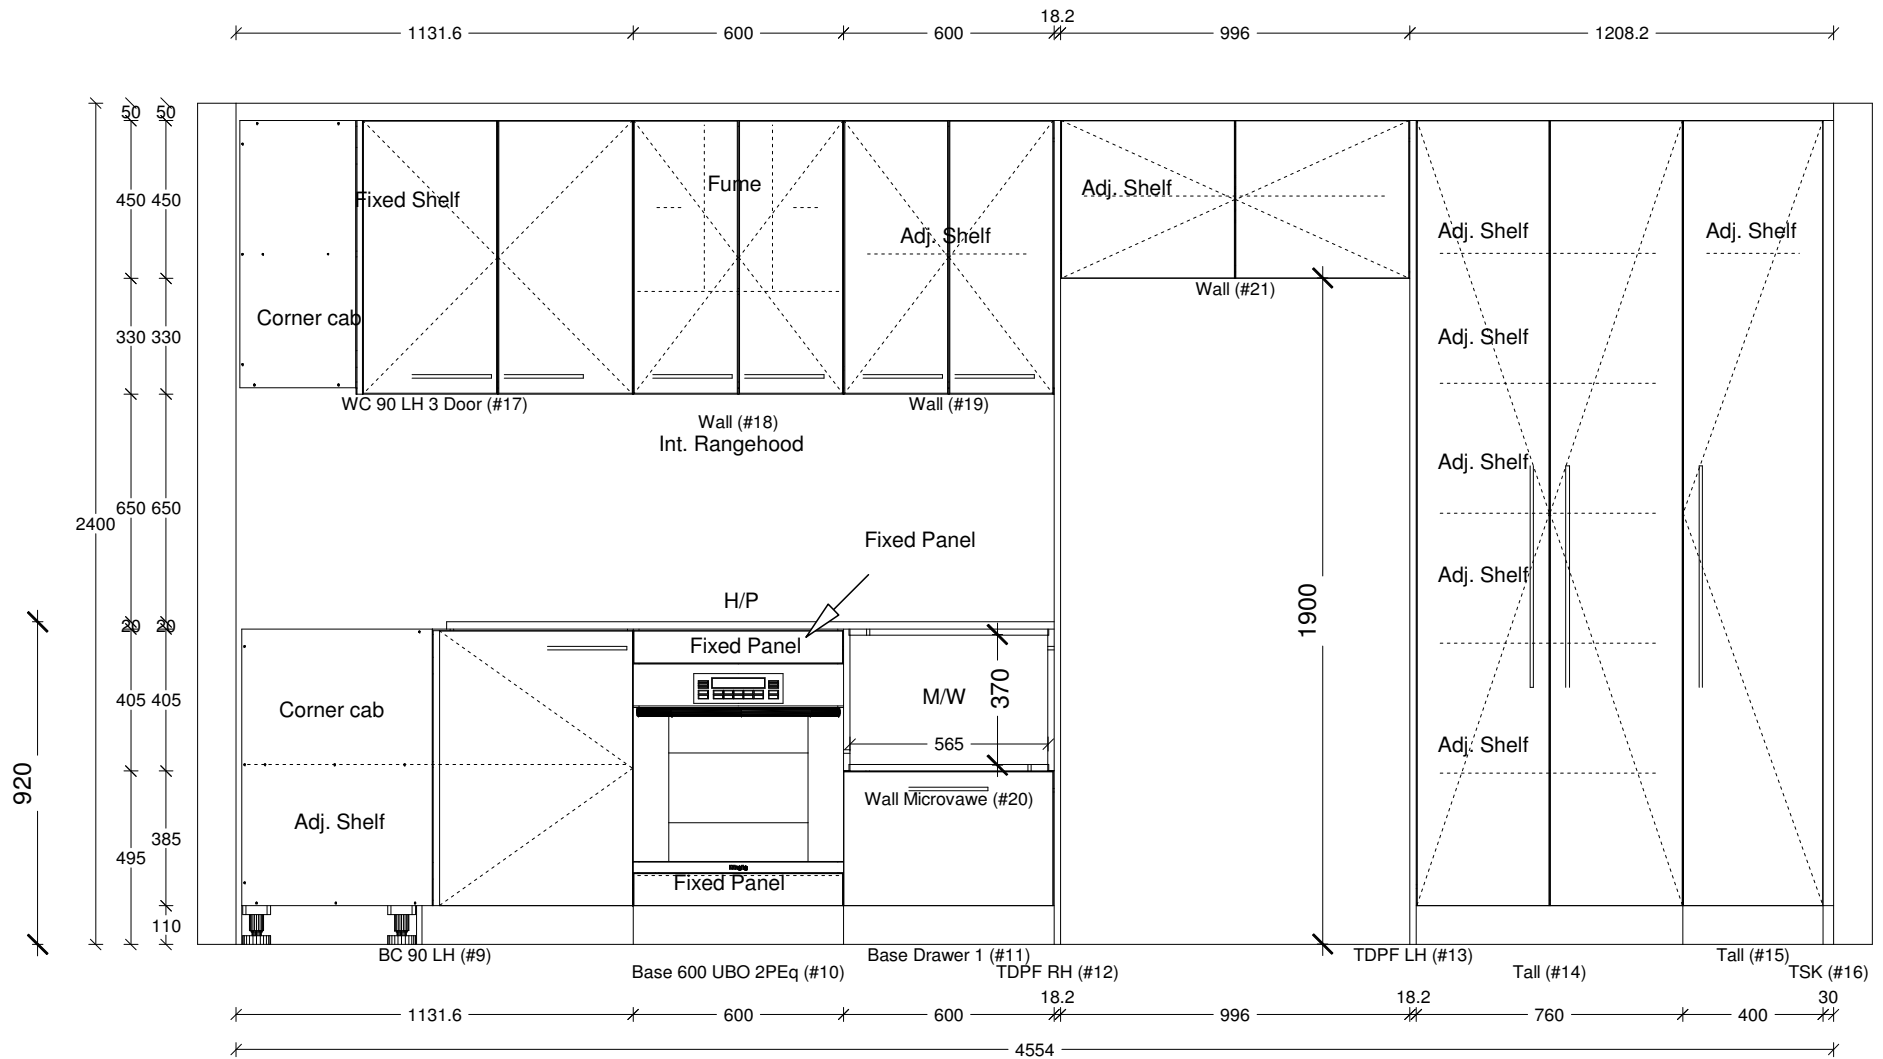 18.2
1131.6 600 600 996 1208.2
50 50
Fume
Adj. Shelf
450 450
Fixed Shelf
Adj. Shelf
Adj. Shelf
Adj. Shelf
Wall (#21)
Corner cab
330 330
Adj. Shelf
WC 90 LH 3 Door (#17)
Wall (#19)
Wall (#18)
Int. Rangehood
Adj. Shelf
650 650
2400
Fixed Panel
Adj. Shelf
H/P
1900
20 20
Fixed Panel
370
M/W
405 405
Corner cab
565
Adj. Shelf
920
Wall Microvawe (#20)
Adj. Shelf
385
495
Fixed Panel
110
BC 90 LH (#9)
Base Drawer 1 (#11)
TDPF LH (#13)
Tall (#15)
Base 600 UBO 2PEq (#10)
TDPF RH (#12)
Tall (#14)
TSK (#16)
18.2 18.2 30
1131.6 600 600 996 760 400
4554